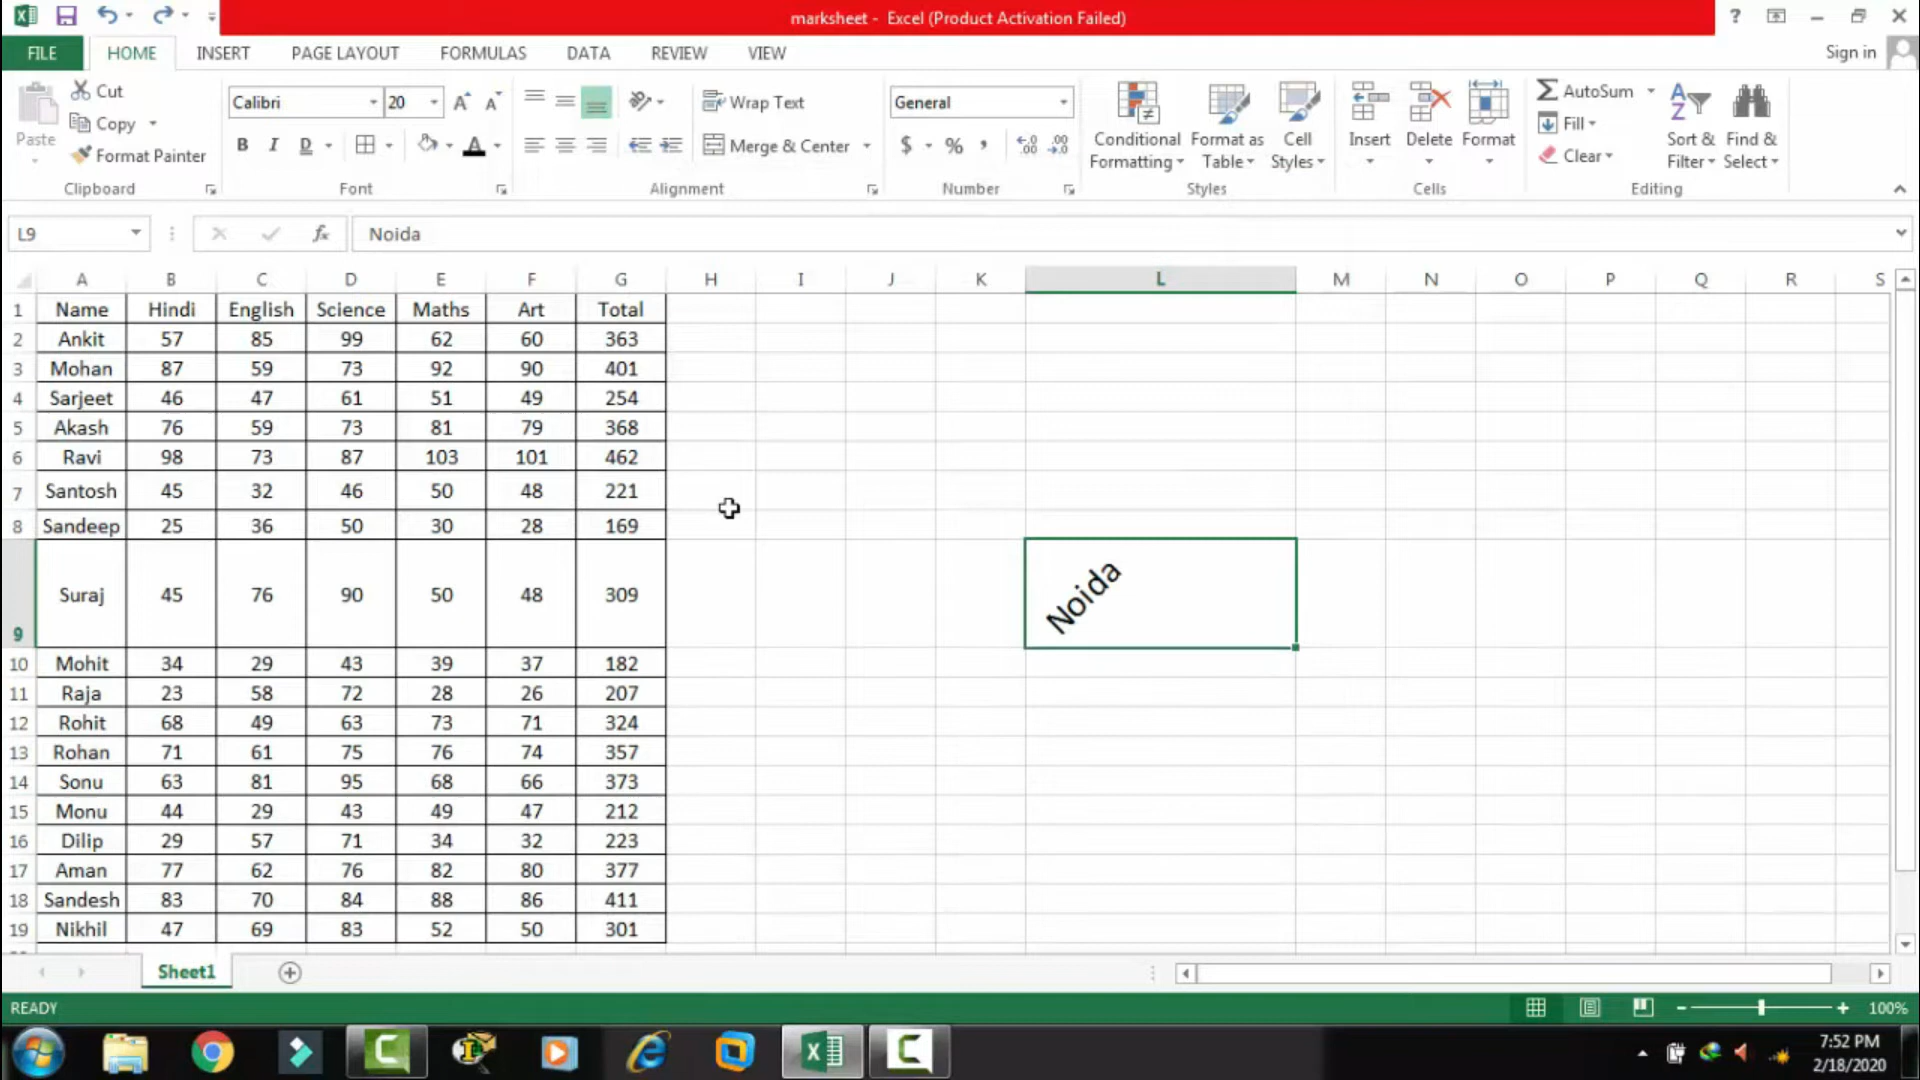 marksheet - Excel (Product Activation Failed)
FILE HOME INSERT PAGE LAYOUT FORMULAS DATA REVIEW VIEW Sign in
Paste
Cut
Copy
Format Painter
Clipboard
Calibri 20
B I D A
Font
Wrap Text
Merge & Center
Alignment
General
$ % ,
Number
Conditional Formatting
Format as Table
Cell Styles
Styles
Insert Delete Format
Cells
AutoSum
Fill
Clear
Sort & Filter
Find & Select
Editing
L9 fx Noida
A B C D E F G H I J K L M N O P Q R S
1 Name Hindi English Science Maths Art Total
2 Ankit 57 85 99 62 60 363
3 Mohan 87 59 73 92 90 401
4 Sarjeet 46 47 61 51 49 254
5 Akash 76 59 73 81 79 368
6 Ravi 98 73 87 103 101 462
7 Santosh 45 32 46 50 48 221
8 Sandeep 25 36 50 30 28 169
9 Suraj 45 76 90 50 48 309 Noida
10 Mohit 34 29 43 39 37 182
11 Raja 23 58 72 28 26 207
12 Rohit 68 49 63 73 71 324
13 Rohan 71 61 75 76 74 357
14 Sonu 63 81 95 68 66 373
15 Monu 44 29 43 49 47 212
16 Dilip 29 57 71 34 32 223
17 Aman 77 62 76 82 80 377
18 Sandesh 83 70 84 88 86 411
19 Nikhil 47 69 83 52 50 301
Sheet1
READY 100%
7:52 PM
2/18/2020